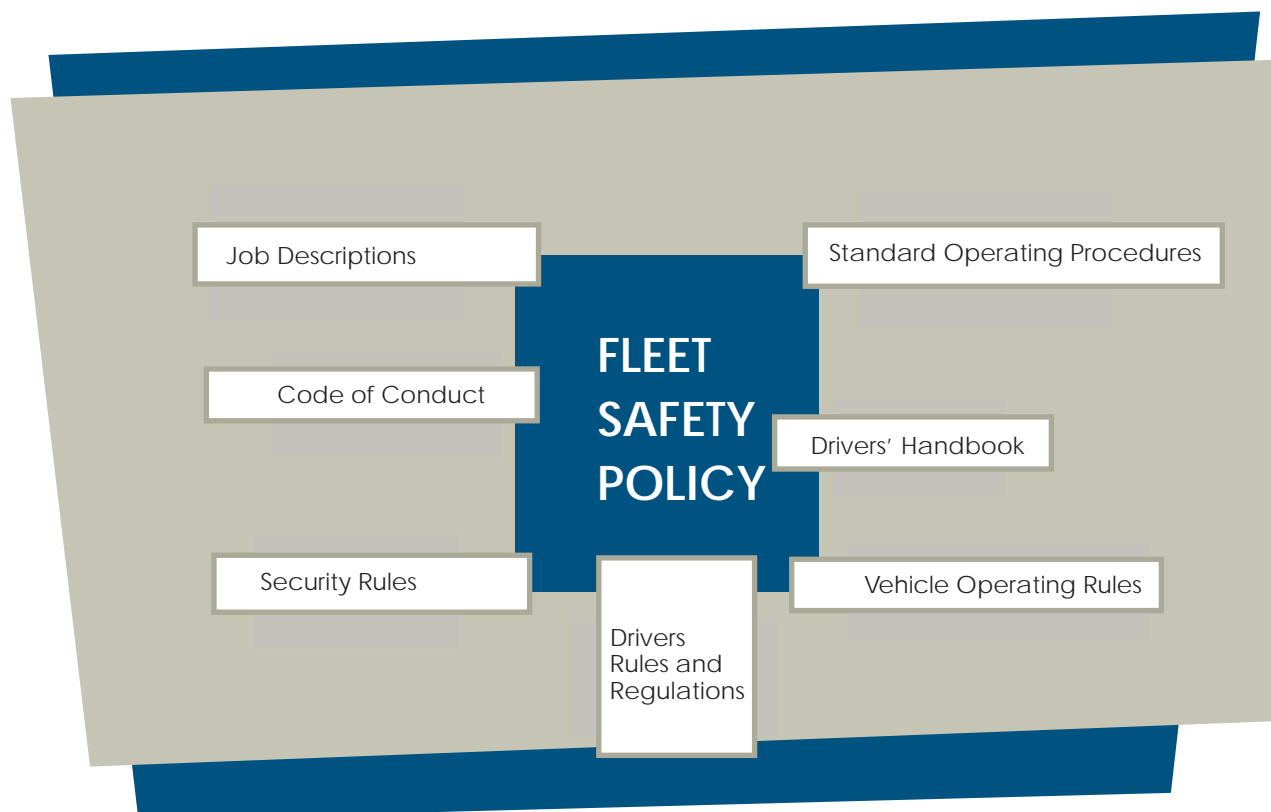 Job Descriptions
Standard Operating Procedures
FLEET
SAFETY
POLICY
Code of Conduct
Drivers’ Handbook
Security Rules
Vehicle Operating Rules
Drivers
Rules and
Regulations